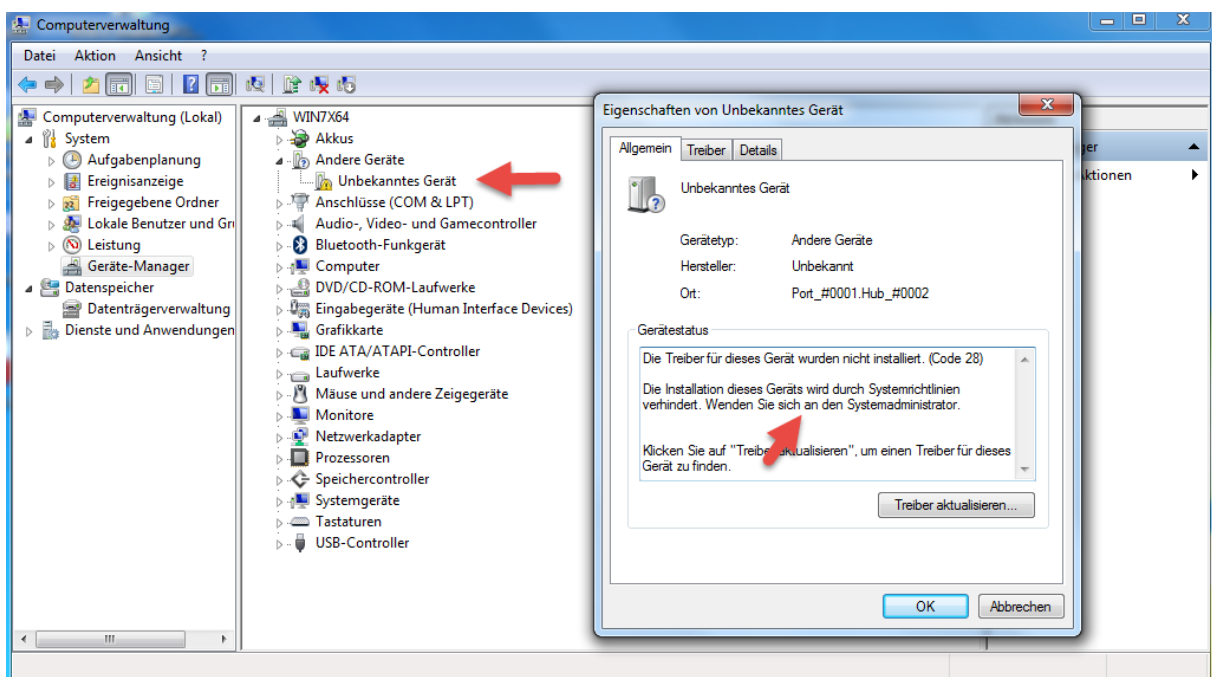 Computerverwaltung
Datei Aktion Ansicht ?
Computerverwaltung (Lokal)
System
Aufgabenplanung
Ereignisanzeige
Freigegebene Ordner
Lokale Benutzer und Gru
Leistung
Geräte-Manager
Datenspeicher
Datenträgerverwaltung
Dienste und Anwendungen
WIN7X64
Akkus
Andere Geräte
Unbekanntes Gerät
Anschlüsse (COM & LPT)
Audio-, Video- und Gamecontroller
Bluetooth-Funkgerät
Computer
DVD/CD-ROM-Laufwerke
Eingabegeräte (Human Interface Devices)
Grafikkarte
IDE ATA/ATAPI-Controller
Laufwerke
Mäuse und andere Zeigegeräte
Monitore
Netzwerkadapter
Prozessoren
Speichercontroller
Systemgeräte
Tastaturen
USB-Controller
Eigenschaften von Unbekanntes Gerät
Allgemein Treiber Details
Unbekanntes Gerät
Gerätetyp: Andere Geräte
Hersteller: Unbekannt
Ort: Port_#0001.Hub_#0002
Gerätestatus
Die Treiber für dieses Gerät wurden nicht installiert. (Code 28)
Die Installation dieses Geräts wird durch Systemrichtlinien
verhindert. Wenden Sie sich an den Systemadministrator.
Klicken Sie auf "Treiber aktualisieren", um einen Treiber für dieses
Gerät zu finden.
Treiber aktualisieren...
OK Abbrechen
ger
ktionen